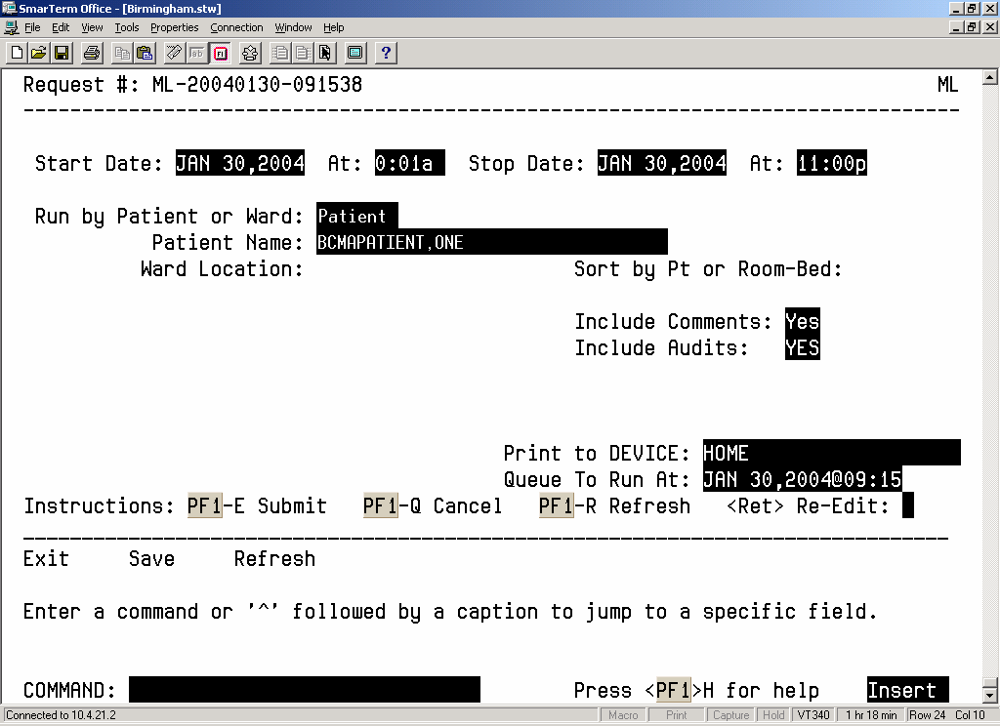 SmarTerm Office - [Birmingham.stw]
File Edit View Tools Properties Connection Window Help
Request #: ML-20040130-091538 ML
Start Date: JAN 30,2004 At: 0:01a Stop Date: JAN 30,2004 At: 11:00p
Run by Patient or Ward: Patient
Patient Name: BCMAPATIENT,ONE
Ward Location: Sort by Pt or Room-Bed:
Include Comments: Yes
Include Audits: YES
Print to DEVICE: HOME
Queue To Run At: JAN 30,2004@09:15
Instructions: PF1-E Submit PF1-Q Cancel PF1-R Refresh <Ret> Re-Edit:
Exit Save Refresh
Enter a command or '^' followed by a caption to jump to a specific field.
COMMAND: Press <PF1>H for help Insert
Connected to 10.4.21.2 Macro Print Capture Hold VT340 1 hr 18 min Row 24 Col 10